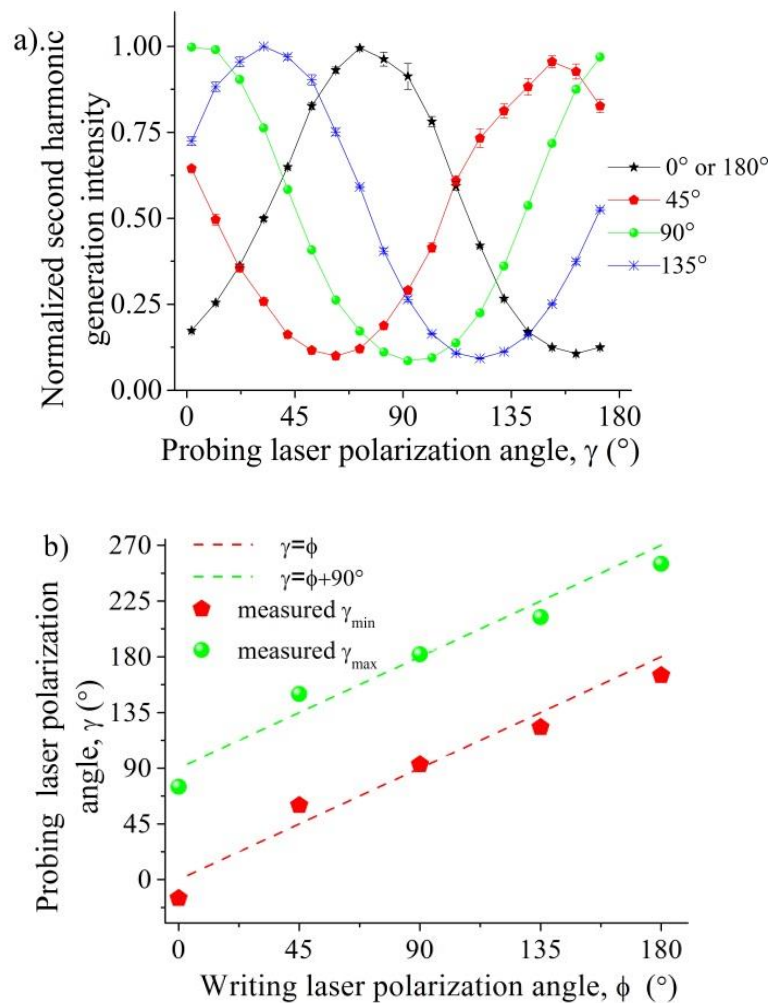 a).
Normalized second harmonic
generation intensity
1.00
0.75
0.50
0.25
0.00
0
45
90
135
180
Probing laser polarization angle, γ (°)
0° or 180°
45°
90°
135°
b)
Probing laser polarization
angle, γ (°)
270
225
180
135
90
45
0
γ=ϕ
γ=ϕ+90°
measured γmin
measured γmax
0
45
90
135
180
Writing laser polarization angle, ϕ (°)